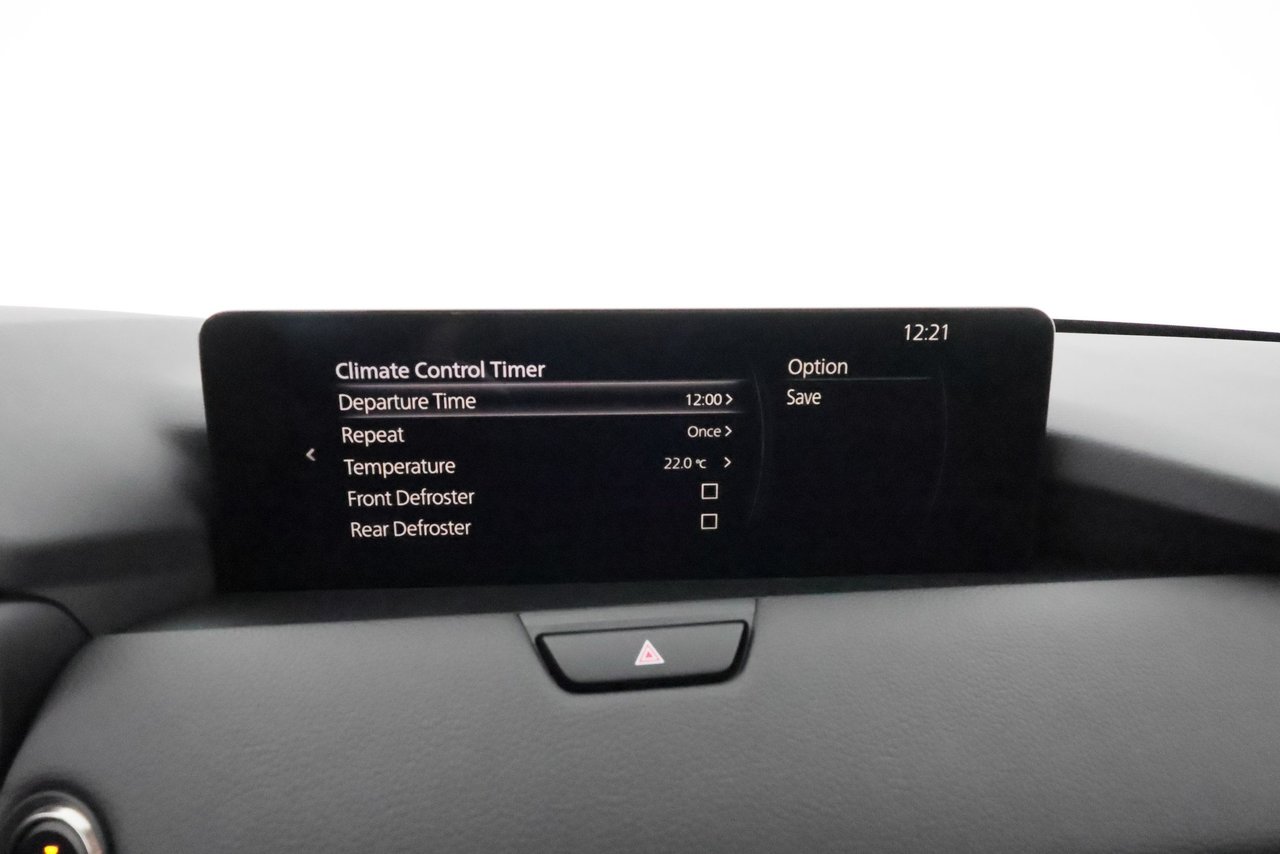 12:21
Climate Control Timer
Departure Time 12:00
Repeat Once
Temperature 22.0 ℃
Front Defroster
Rear Defroster
Option
Save